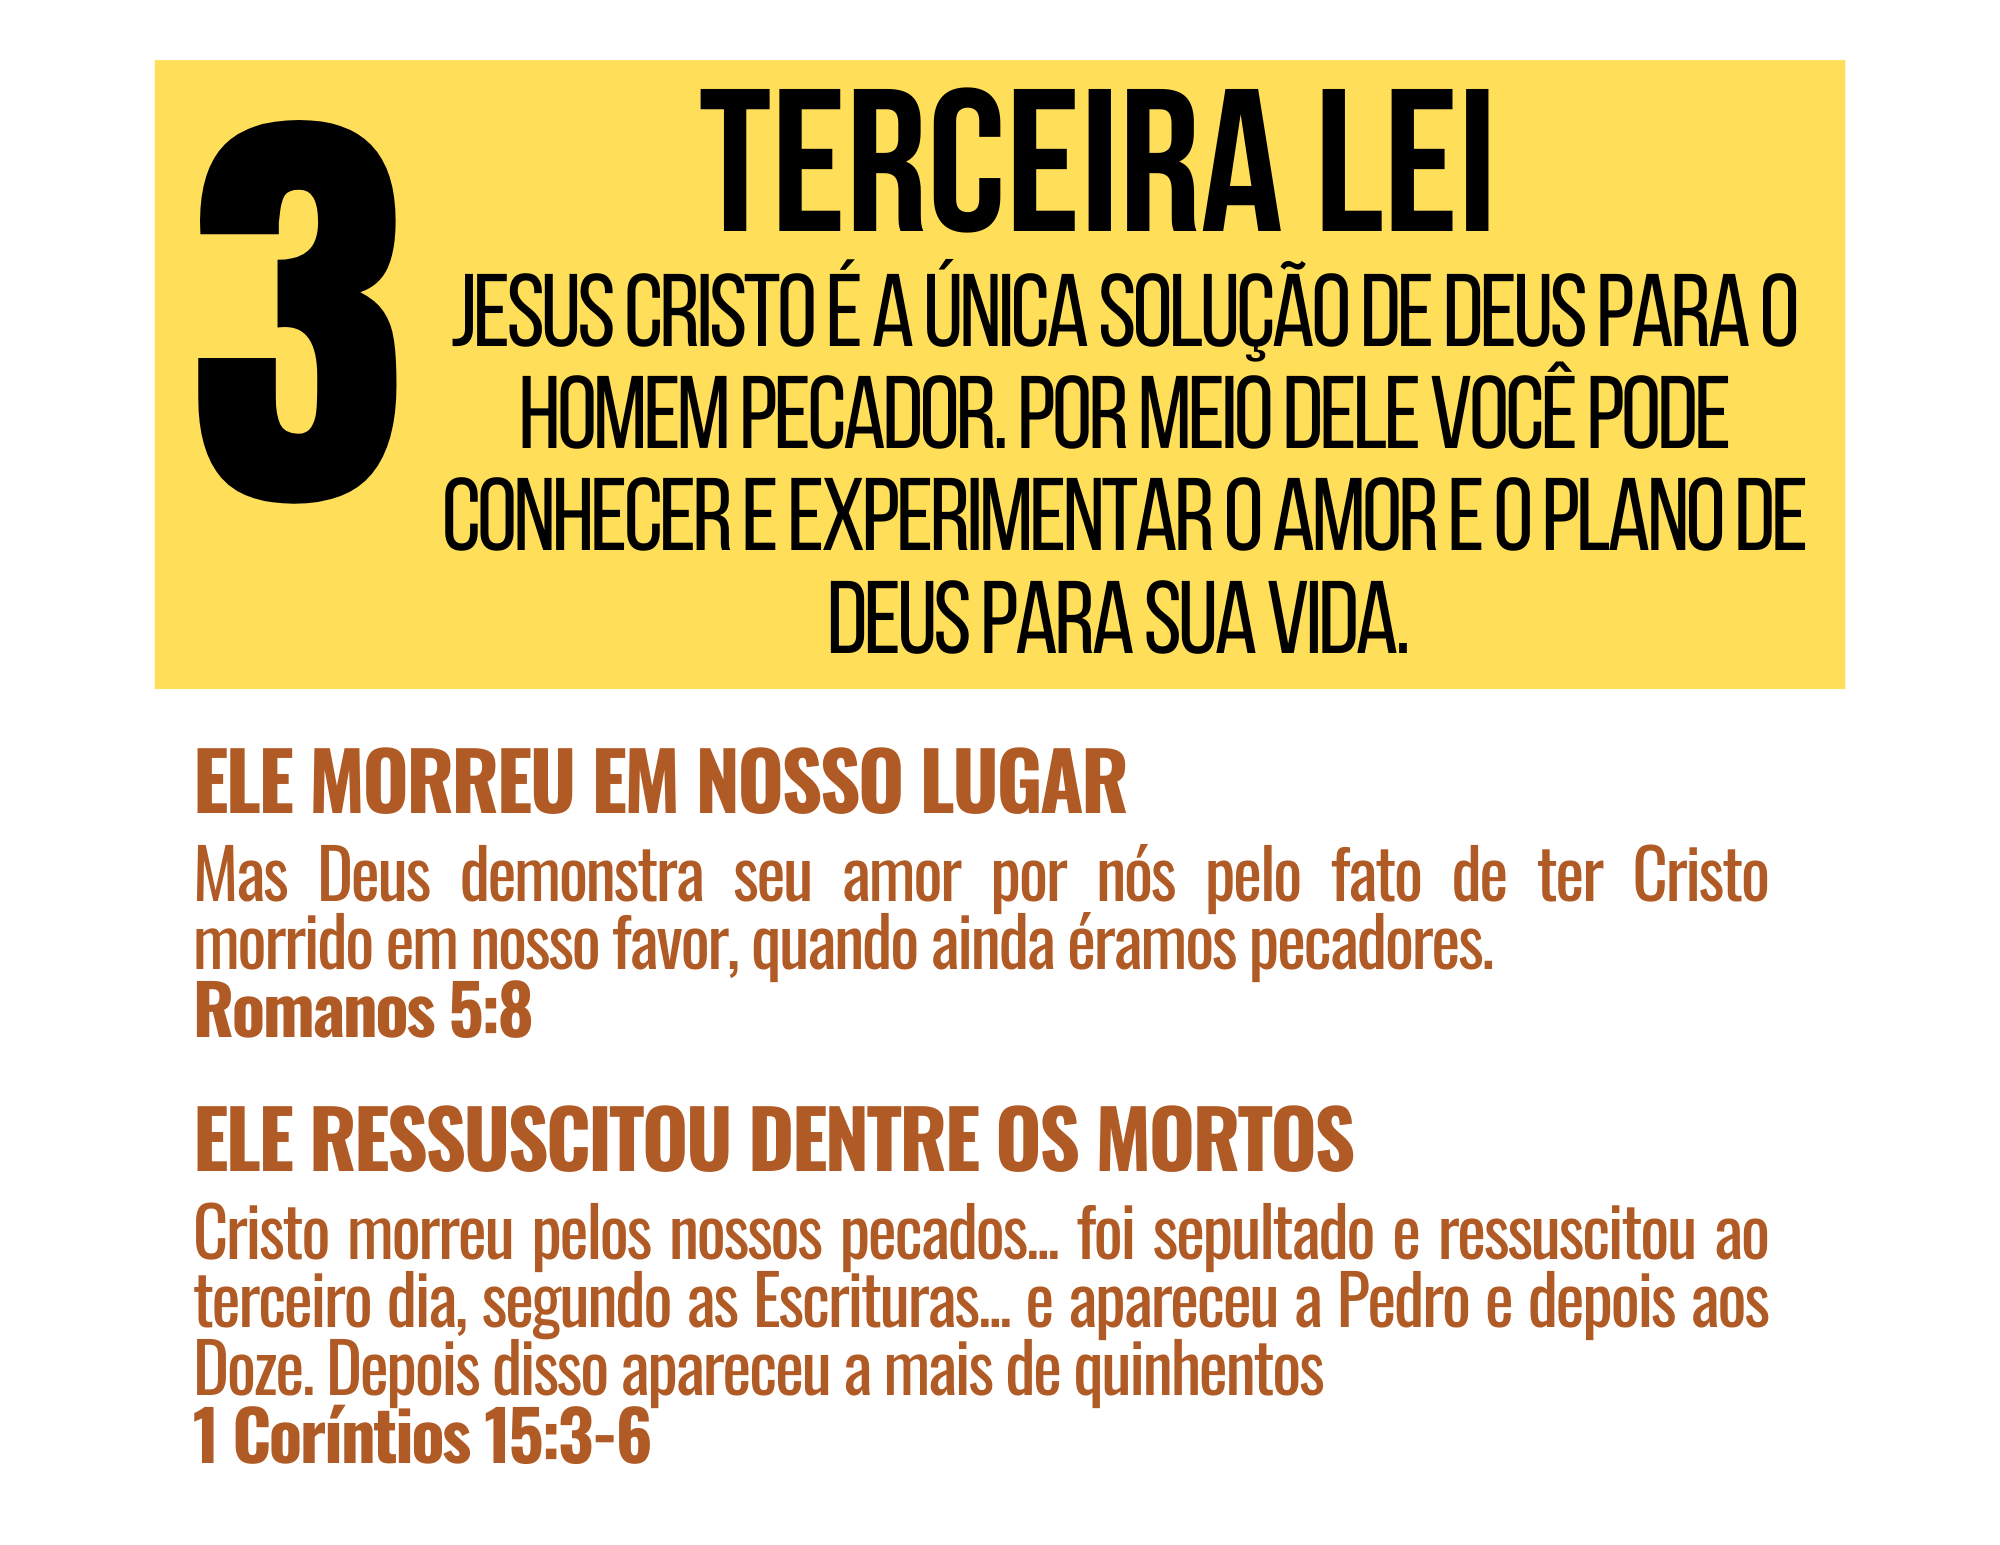 3
TERCEIRA LEI
JESUS CRISTO É A ÚNICA SOLUÇÃO DE DEUS PARA O
HOMEM PECADOR. POR MEIO DELE VOCÊ PODE
CONHECER E EXPERIMENTAR O AMOR E O PLANO DE
DEUS PARA SUA VIDA.
ELE MORREU EM NOSSO LUGAR
Mas Deus demonstra seu amor por nós pelo fato de ter Cristo
morrido em nosso favor, quando ainda éramos pecadores.
Romanos 5:8
ELE RESSUSCITOU DENTRE OS MORTOS
Cristo morreu pelos nossos pecados... foi sepultado e ressuscitou ao
terceiro dia, segundo as Escrituras... e apareceu a Pedro e depois aos
Doze. Depois disso apareceu a mais de quinhentos
1 Coríntios 15:3-6